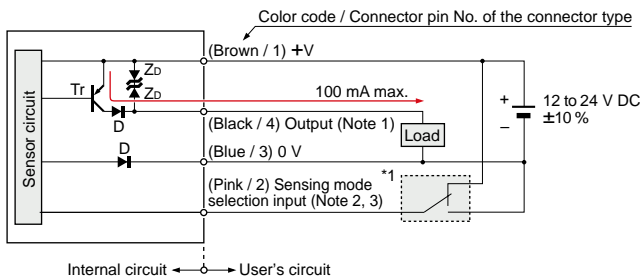 Color code / Connector pin No. of the connector type
(Brown / 1) +V
ZD
Tr
ZD
100 mA max.
D
(Black / 4) Output (Note 1)
+
12 to 24 V DC
±10 %
–
Load
Sensor circuit
D
(Blue / 3) 0 V
*1
(Pink / 2) Sensing mode
selection input (Note 2, 3)
Internal circuit
User's circuit